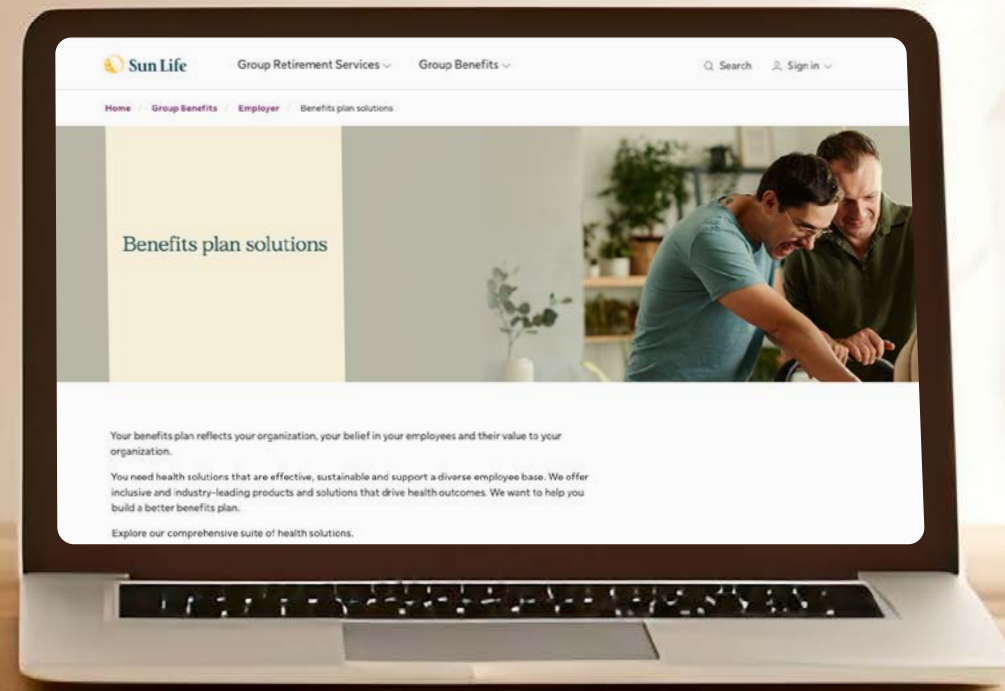 Sun Life
Group Retirement Services
Group Benefits
Search
Sign in
Home / Group Benefits / Employer / Benefits plan solutions
Benefits plan solutions
Your benefits plan reflects your organization, your belief in your employees and their value to your
organization.
You need health solutions that are effective, sustainable and support a diverse employee base. We offer
inclusive and industry-leading products and solutions that drive health outcomes. We want to help you
build a better benefits plan.
Explore our comprehensive suite of health solutions.